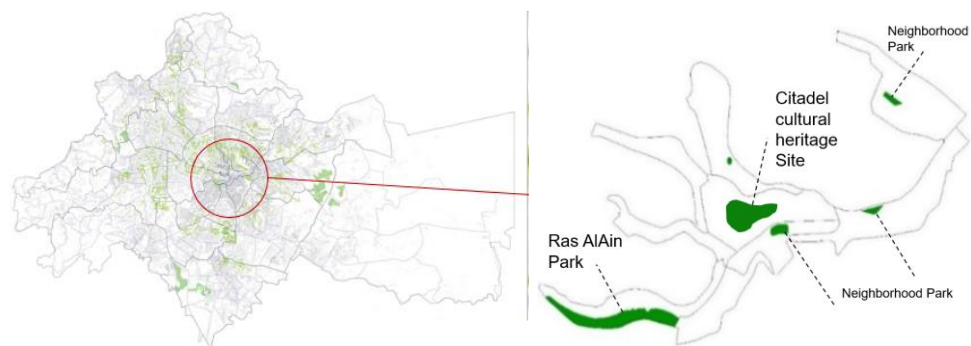 Neighborhood
Park
Citadel
cultural
heritage
Site
Ras AlAin
Park
Neighborhood Park